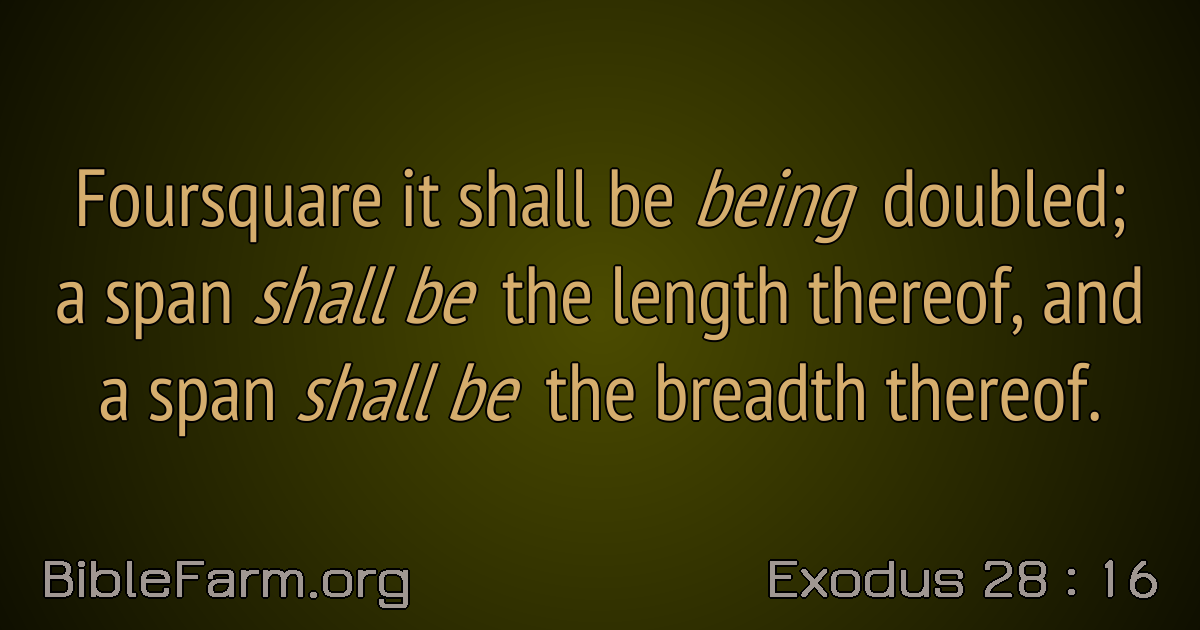 Foursquare it shall be being doubled;
a span shall be the length thereof, and
a span shall be the breadth thereof.
BibleFarm.org
Exodus 28 : 16